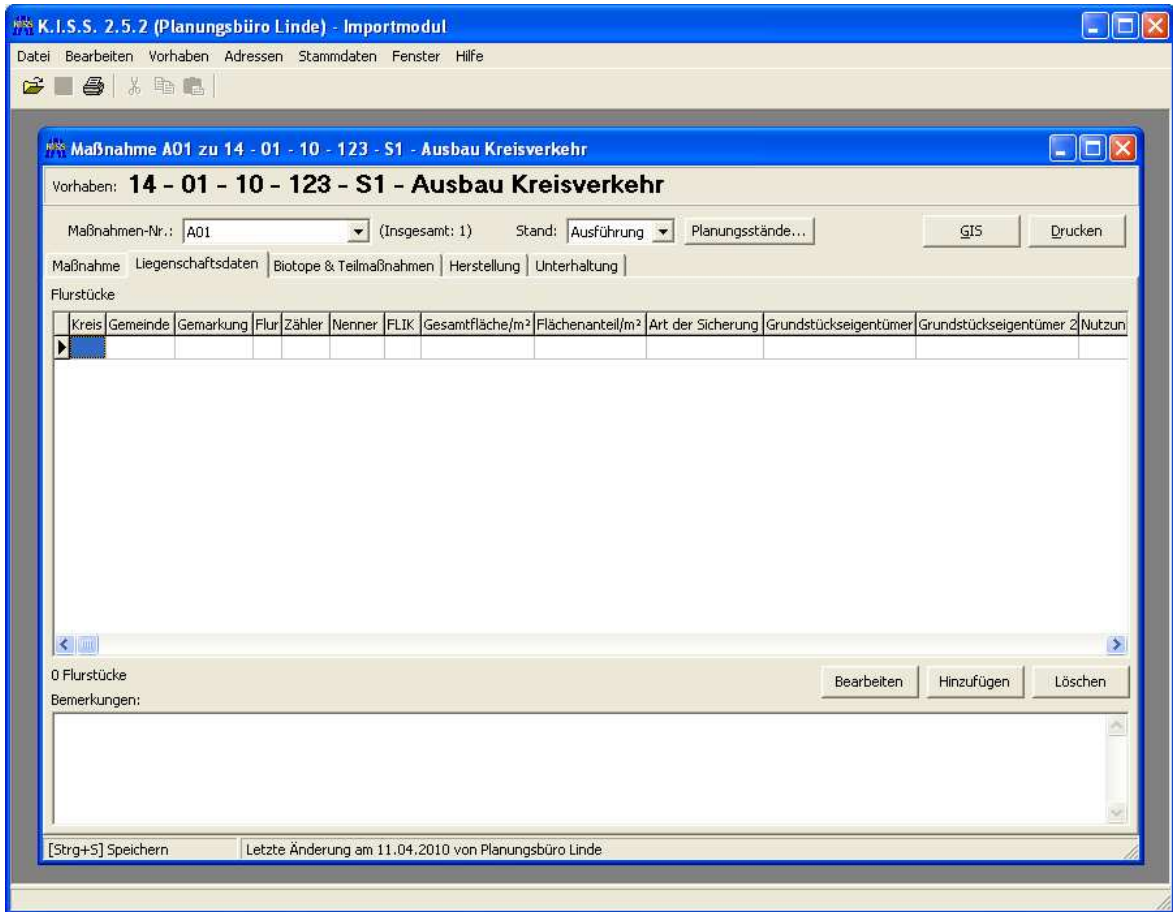 K.I.S.S. 2.5.2 (Planungsbüro Linde) - Importmodul
Datei Bearbeiten Vorhaben Adressen Stammdaten Fenster Hilfe
Maßnahme A01 zu 14 - 01 - 10 - 123 - S1 - Ausbau Kreisverkehr
Vorhaben: 14 - 01 - 10 - 123 - S1 - Ausbau Kreisverkehr
Maßnahmen-Nr.: A01 (Insgesamt: 1) Stand: Ausführung Planungsstände... GIS Drucken
Maßnahme Liegenschaftsdaten Biotope & Teilmaßnahmen Herstellung Unterhaltung
Flurstücke
Kreis Gemeinde Gemarkung Flur Zähler Nenner FLIK Gesamtfläche/m² Flächenanteil/m² Art der Sicherung Grundstückseigentümer Grundstückseigentümer 2 Nutzun
0 Flurstücke Bearbeiten Hinzufügen Löschen
Bemerkungen:
[Strg+S] Speichern Letzte Änderung am 11.04.2010 von Planungsbüro Linde